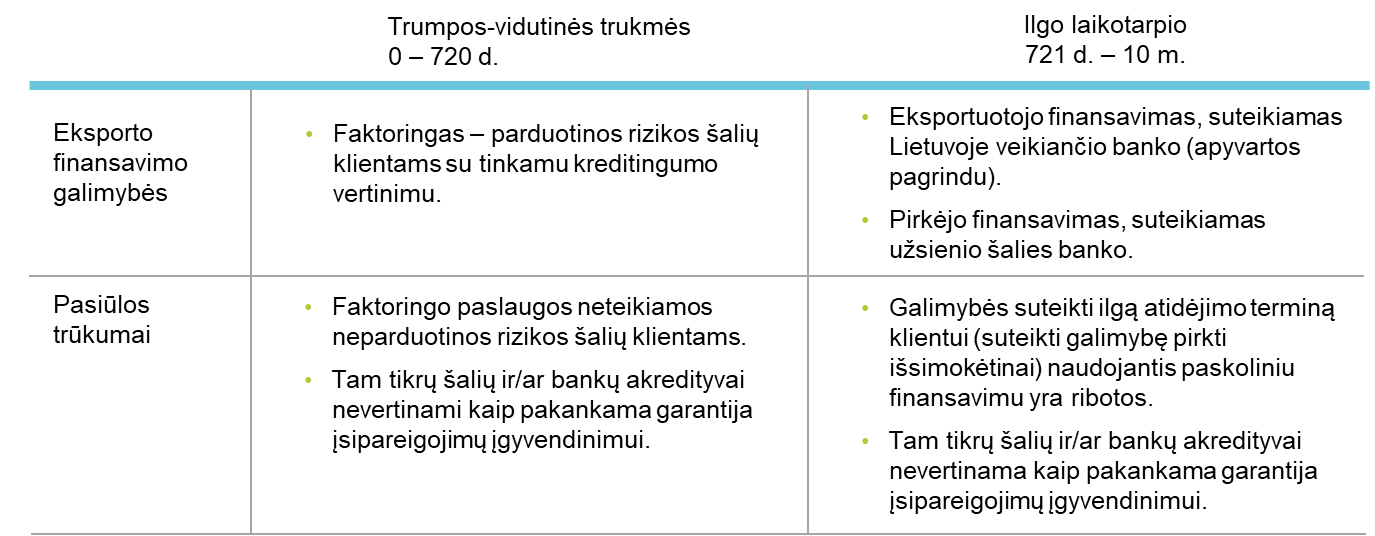 Trumpos-vidutinės trukmės
0 – 720 d.
Ilgo laikotarpio
721 d. – 10 m.
Eksporto
finansavimo
galimybės
• Faktoringas – parduotinos rizikos šalių
klientams su tinkamu kreditingumo
vertinimu.
• Eksportuotojo finansavimas, suteikiamas
Lietuvoje veikiančio banko (apyvartos
pagrindu).
• Pirkėjo finansavimas, suteikiamas
užsienio šalies banko.
Pasiūlos
trūkumai
• Faktoringo paslaugos neteikiamos
neparduotinos rizikos šalių klientams.
• Tam tikrų šalių ir/ar bankų akredityvai
nevertinami kaip pakankama garantija
įsipareigojimų įgyvendinimui.
• Galimybės suteikti ilgą atidėjimo terminą
klientui (suteikti galimybę pirkti
išsimokėtinai) naudojantis paskoliniu
finansavimu yra ribotos.
• Tam tikrų šalių ir/ar bankų akredityvai
nevertinama kaip pakankama garantija
įsipareigojimų įgyvendinimui.